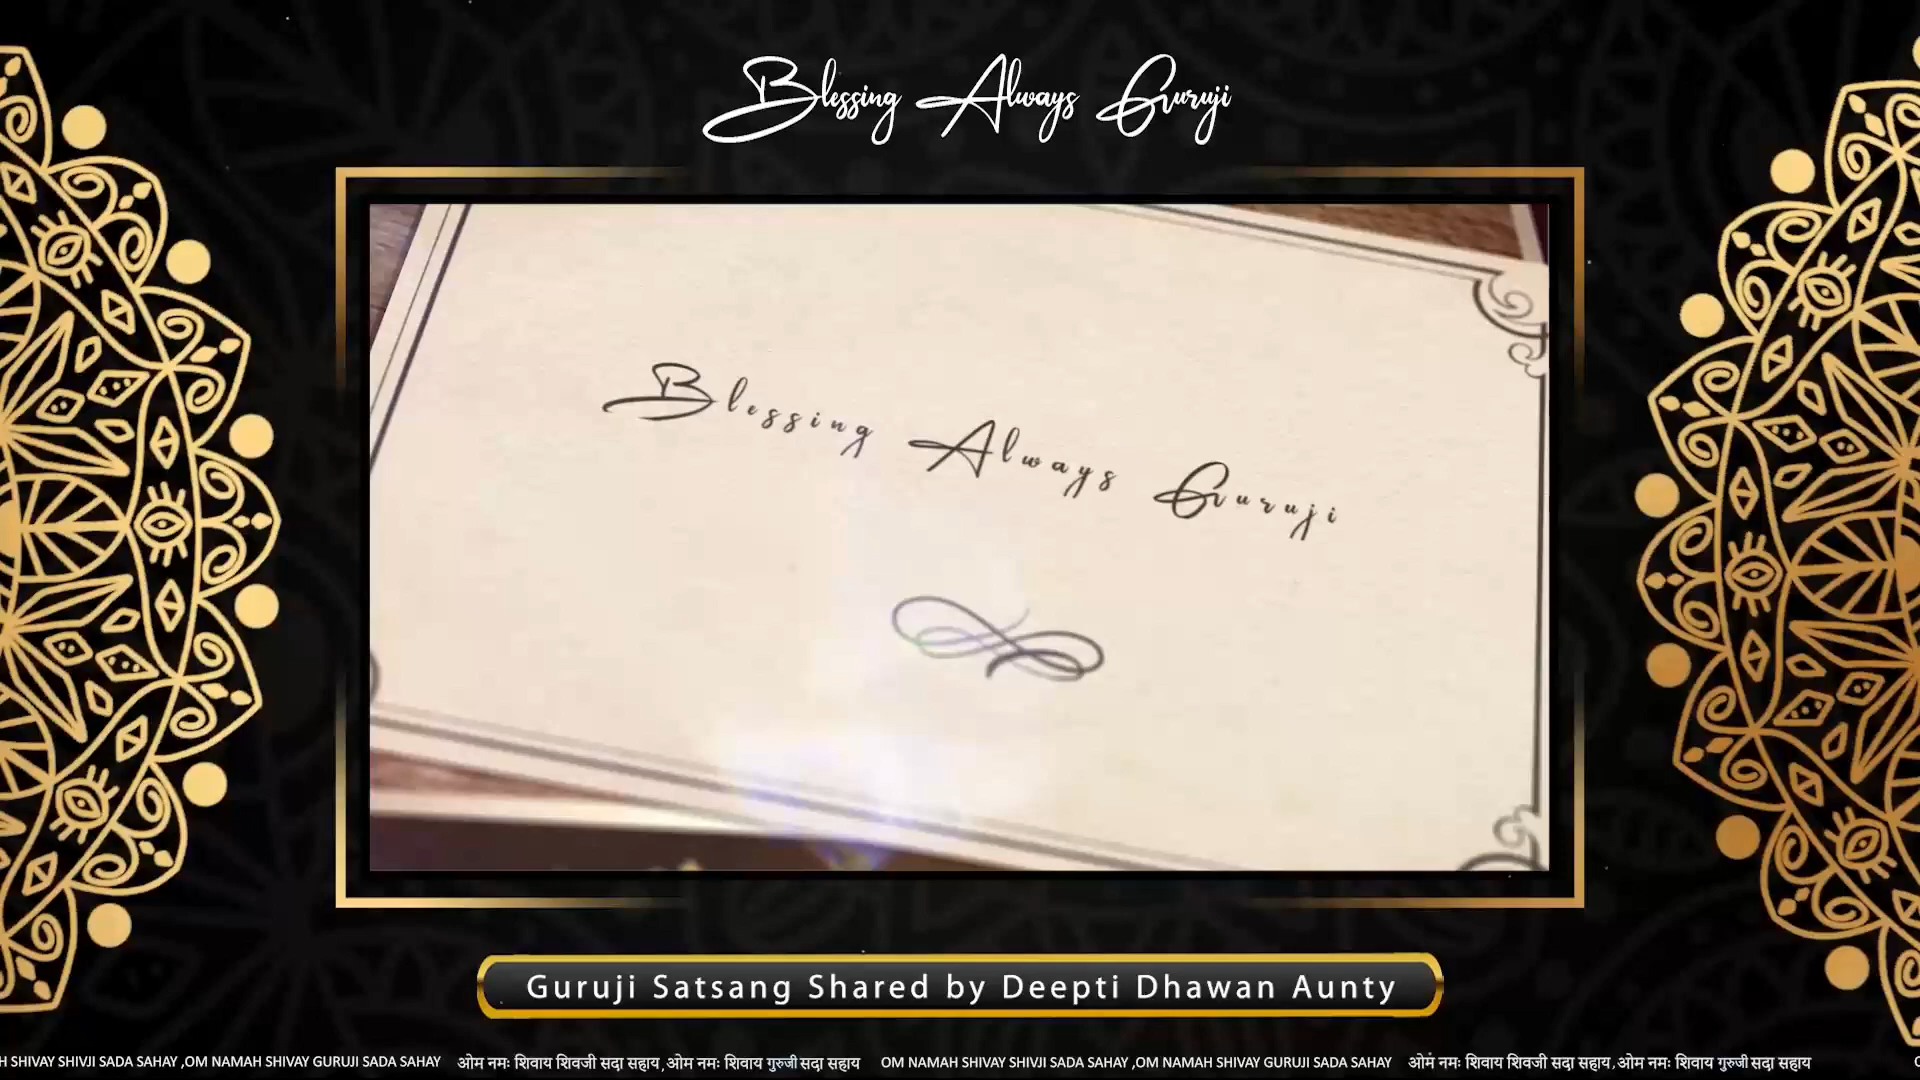 Blessing Always Guruji
Blessing Always Guruji
Guruji Satsang Shared by Deepti Dhawan Aunty
SHIVAY SHIVJI SADA SAHAY ,OM NAMAH SHIVAY GURUJI SADA SAHAY ओम नमः शिवाय शिवजी सदा सहाय,ओम नमः शिवाय गुरुजी सदा सहाय OM NAMAH SHIVAY SHIVJI SADA SAHAY ,OM NAMAH SHIVAY GURUJI SADA SAHAY ओम नमः शिवाय शिवजी सदा सहाय,ओम नमः शिवाय गुरुजी सदा सहाय